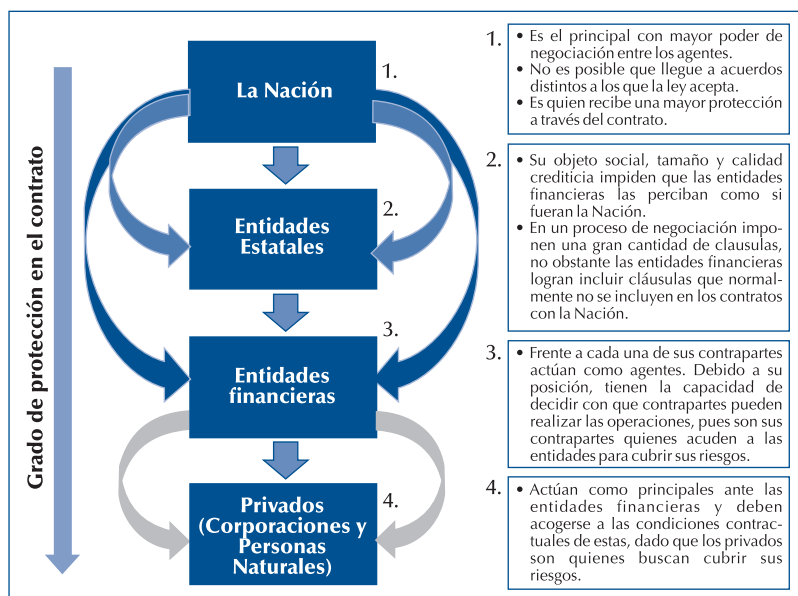 Grado de protección en el contrato
La Nación
1.
Entidades
Estatales
2.
Entidades
financieras
3.
Privados
(Corporaciones y
Personas
Naturales)
4.
1.
• Es el principal con mayor poder de
negociación entre los agentes.
• No es posible que llegue a acuerdos
distintos a los que la ley acepta.
• Es quien recibe una mayor protección
a través del contrato.
2.
• Su objeto social, tamaño y calidad
crediticia impiden que las entidades
financieras las perciban como si
fueran la Nación.
• En un proceso de negociación impo-
nen una gran cantidad de clausulas,
no obstante las entidades financieras
logran incluir cláusulas que normal-
mente no se incluyen en los contratos
con la Nación.
3.
• Frente a cada una de sus contrapartes
actúan como agentes. Debido a su
posición, tienen la capacidad de
decidir con que contrapartes pueden
realizar las operaciones, pues son sus
contrapartes quienes acuden a las
entidades para cubrir sus riesgos.
4.
• Actúan como principales ante las
entidades financieras y deben
acogerse a las condiciones contrac-
tuales de estas, dado que los privados
son quienes buscan cubrir sus
riesgos.